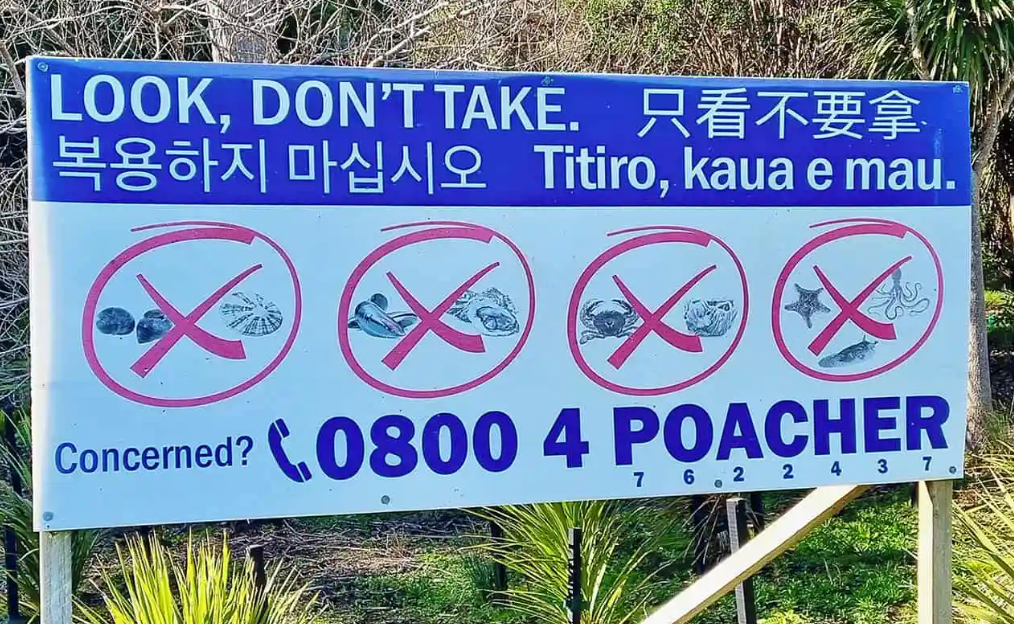 LOOK, DON'T TAKE. 只看不要拿.
복용하지 마십시오 Titiro, kaua e mau.
Concerned? 0800 4 POACHER
7 6 2 2 4 3 7